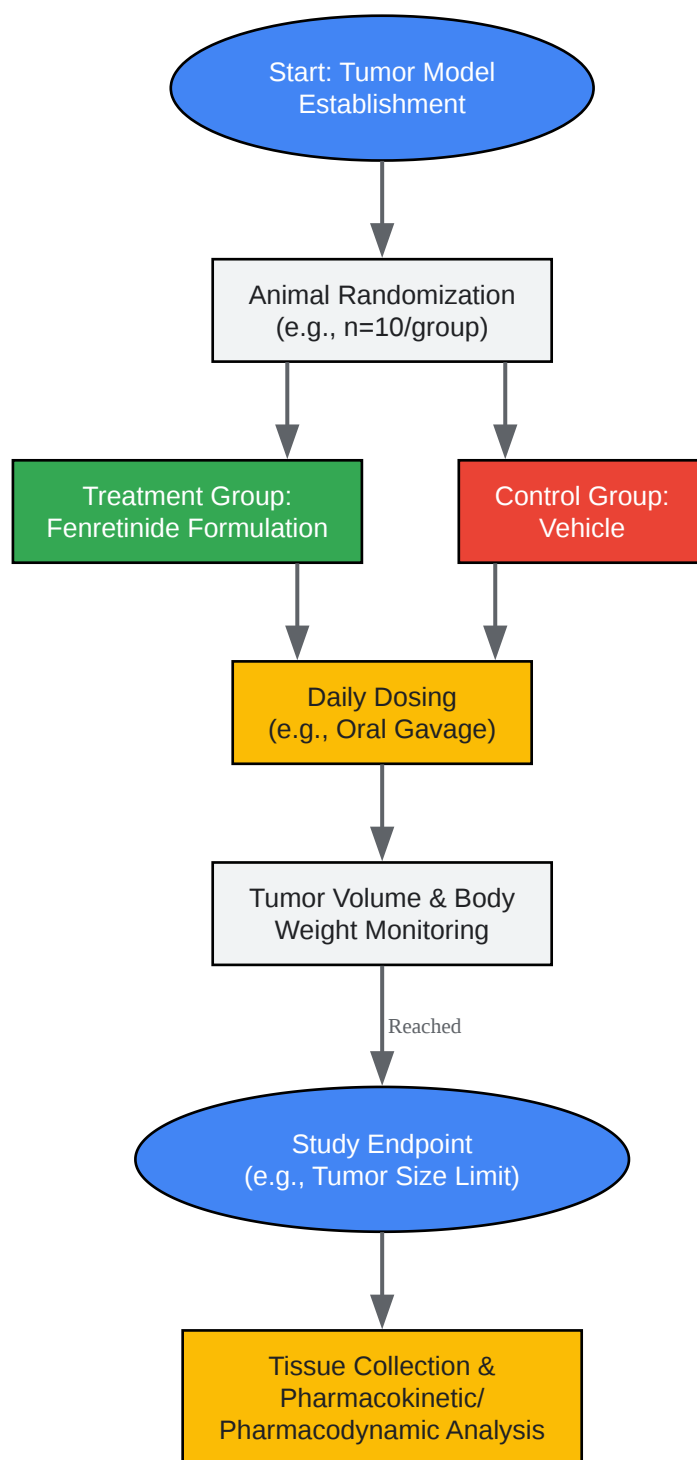 Start: Tumor Model
Establishment
Animal Randomization
(e.g., n=10/group)
Treatment Group:
Fenretinide Formulation
Control Group:
Vehicle
Daily Dosing
(e.g., Oral Gavage)
Tumor Volume & Body
Weight Monitoring
Reached
Study Endpoint
(e.g., Tumor Size Limit)
Tissue Collection &
Pharmacokinetic/
Pharmacodynamic Analysis